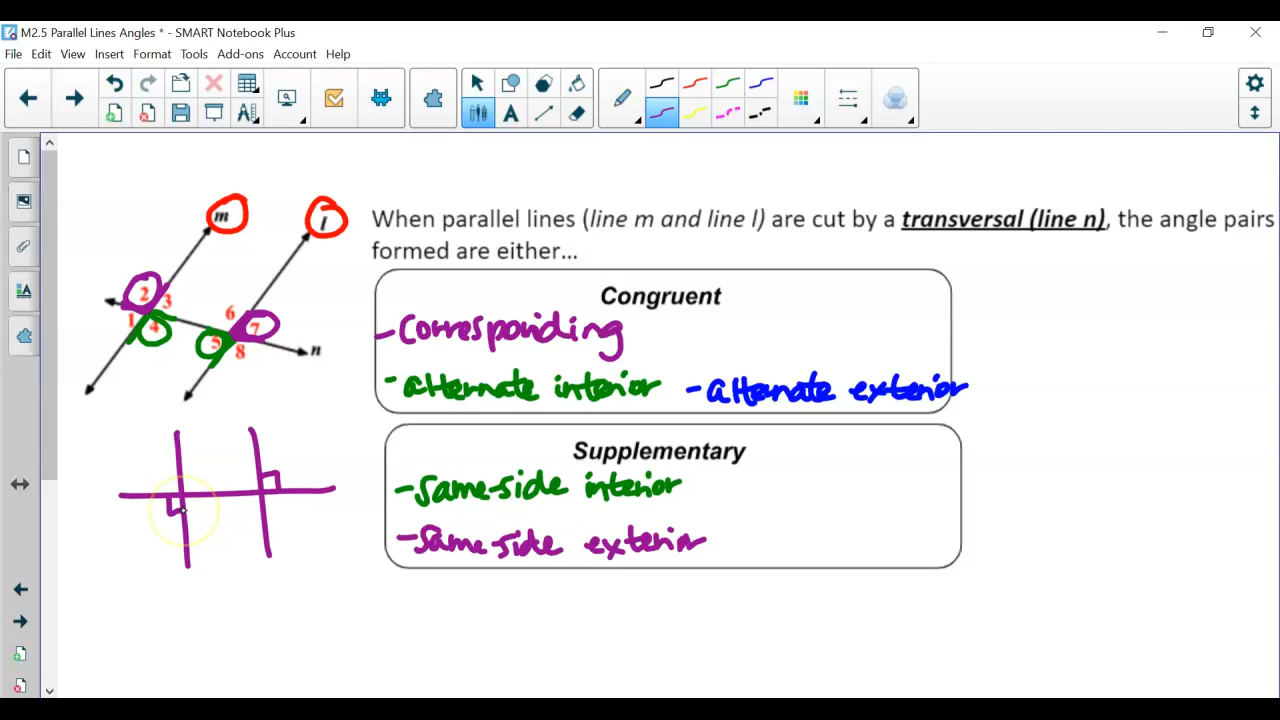 M2.5 Parallel Lines Angles * - SMART Notebook Plus
File Edit View Insert Format Tools Add-ons Account Help
When parallel lines (line m and line l) are cut by a transversal (line n), the angle pairs
formed are either...
m
l
2 3
1 4
6
7
5 8
n
Congruent
- Corresponding
- alternate interior - alternate exterior
Supplementary
- Same-side interior
- Same side exterior